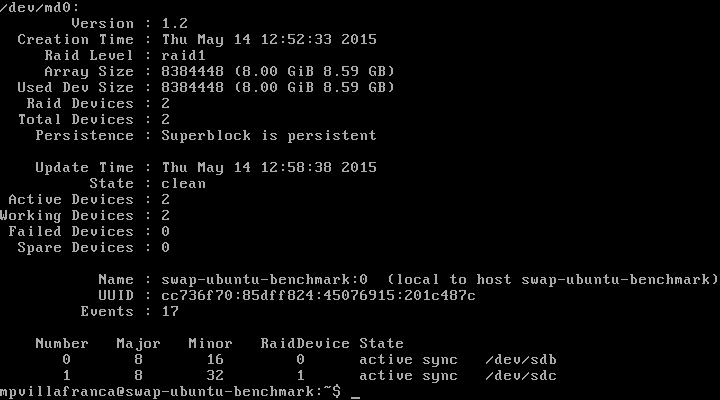 /dev/md0:
Version : 1.2
Creation Time : Thu May 14 12:52:33 2015
Raid Level : raid1
Array Size : 8384448 (8.00 GiB 8.59 GB)
Used Dev Size : 8384448 (8.00 GiB 8.59 GB)
Raid Devices : 2
Total Devices : 2
Persistence : Superblock is persistent
Update Time : Thu May 14 12:58:38 2015
State : clean
Active Devices : 2
Working Devices : 2
Failed Devices : 0
Spare Devices : 0
Name : swap-ubuntu-benchmark:0  (local to host swap-ubuntu-benchmark)
UUID : cc736f70:85dff824:45076915:201c487c
Events : 17
Number   Major   Minor   RaidDevice State
0       8       16        0      active sync   /dev/sdb
1       8       32        1      active sync   /dev/sdc
mpvillafranca@swap-ubuntu-benchmark:~$ _